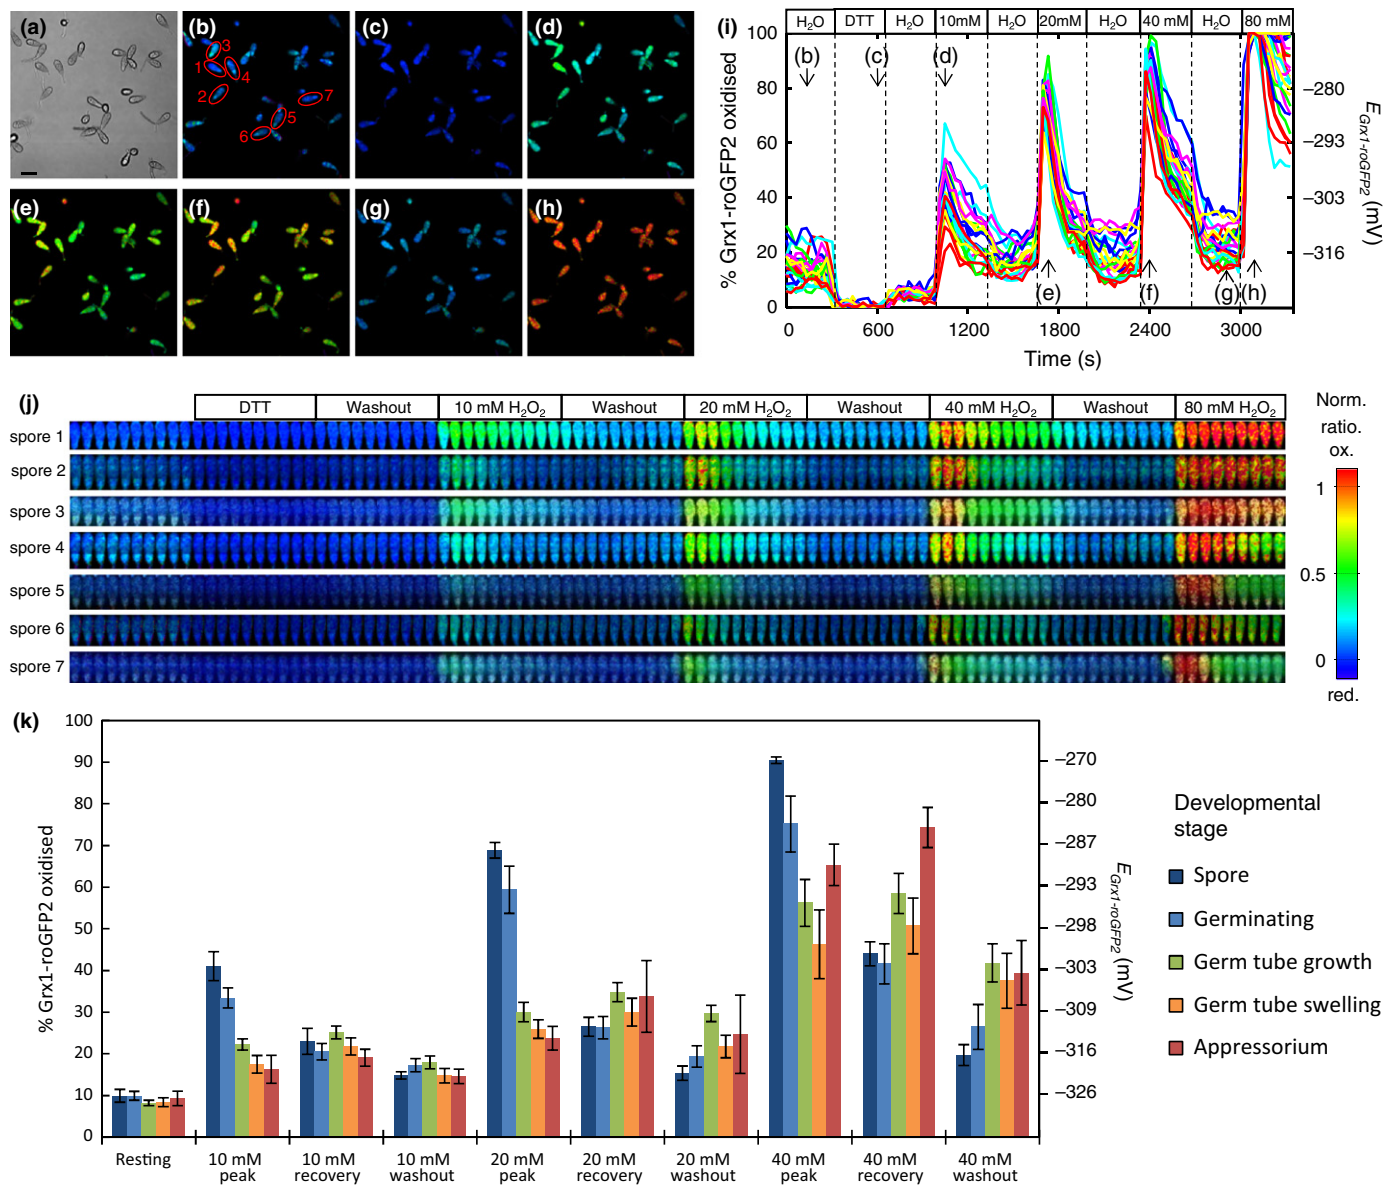 (a)
(b)
(c)
(d)
3
1
4
2
7
5
6
(e)
(f)
(g)
(h)
(i)
H2O
DTT
H2O
10mM
H2O
20mM
H2O
40 mM
H2O
80 mM
100
80
60
40
20
0
% Grx1-roGFP2 oxidised
(b)
(c)
(d)
(e)
(f)
(g)
(h)
–280
–293
–303
–316
E Grx1-roGFP2 (mV)
0
600
1200
1800
2400
3000
Time (s)
(j)
DTT
Washout
10 mM H2O2
Washout
20 mM H2O2
Washout
40 mM H2O2
Washout
80 mM H2O2
spore 1
spore 2
spore 3
spore 4
spore 5
spore 6
spore 7
Norm.
ratio.
ox.
1
0.5
0
red.
(k)
100
90
80
70
60
50
40
30
20
10
0
% Grx1-roGFP2 oxidised
–270
–280
–287
–293
–298
–303
–309
–316
–326
E Grx1-roGFP2 (mV)
Resting
10 mM
peak
10 mM
recovery
10 mM
washout
20 mM
peak
20 mM
recovery
20 mM
washout
40 mM
peak
40 mM
recovery
40 mM
washout
Developmental
stage
Spore
Germinating
Germ tube growth
Germ tube swelling
Appressorium